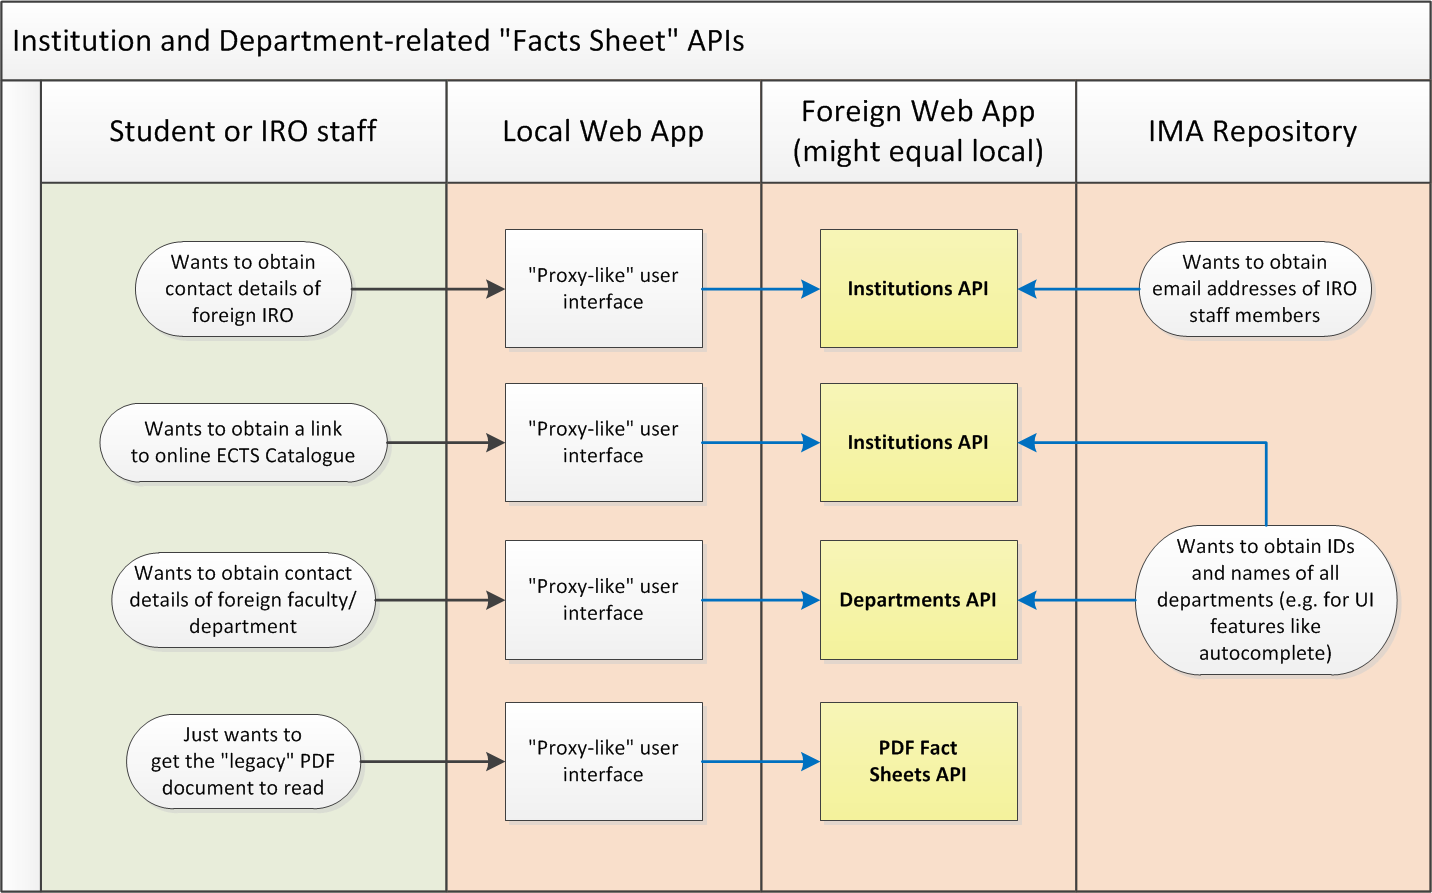 Institution and Department-related "Facts Sheet" APIs
Student or IRO staff
Local Web App
Foreign Web App
(might equal local)
IMA Repository
Wants to obtain
contact details of
foreign IRO
"Proxy-like" user
interface
Institutions API
Wants to obtain
email addresses of IRO
staff members
Wants to obtain a link
to online ECTS Catalogue
"Proxy-like" user
interface
Institutions API
Wants to obtain contact
details of foreign faculty/
department
"Proxy-like" user
interface
Departments API
Wants to obtain IDs
and names of all
departments (e.g. for UI
features like
autocomplete)
Just wants to
get the "legacy" PDF
document to read
"Proxy-like" user
interface
PDF Fact
Sheets API